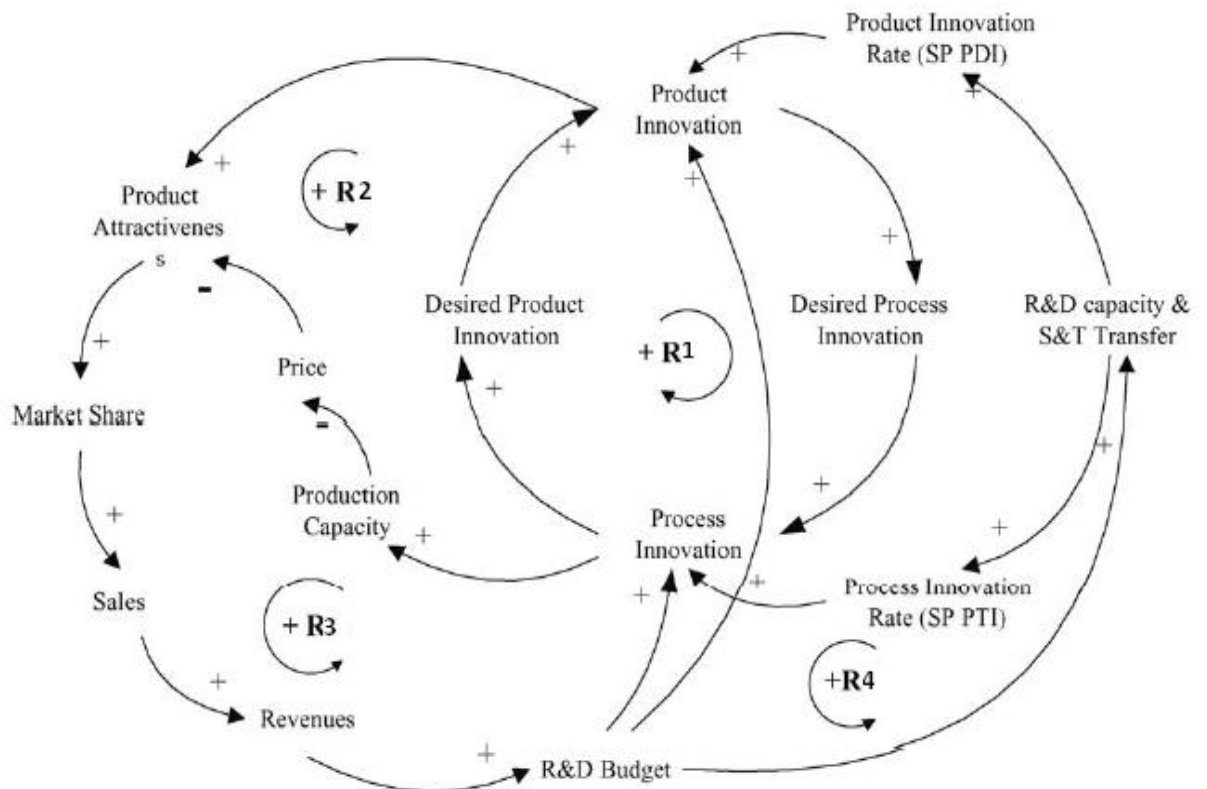 Product Innovation
Rate (SP PDI)
+
+
Product
Innovation
+
+
+
Product
Attractivenes
s
+ R2
+
-
Desired Product
Innovation
Desired Process
Innovation
R&D capacity &
S&T Transfer
+
+ R1
Price
+
Market Share
-
+
+
Production
Capacity
+
+
+
Process
Innovation
+
Sales
+
+
Process Innovation
Rate (SP PTI)
+ R3
+
+R4
Revenues
+
R&D Budget